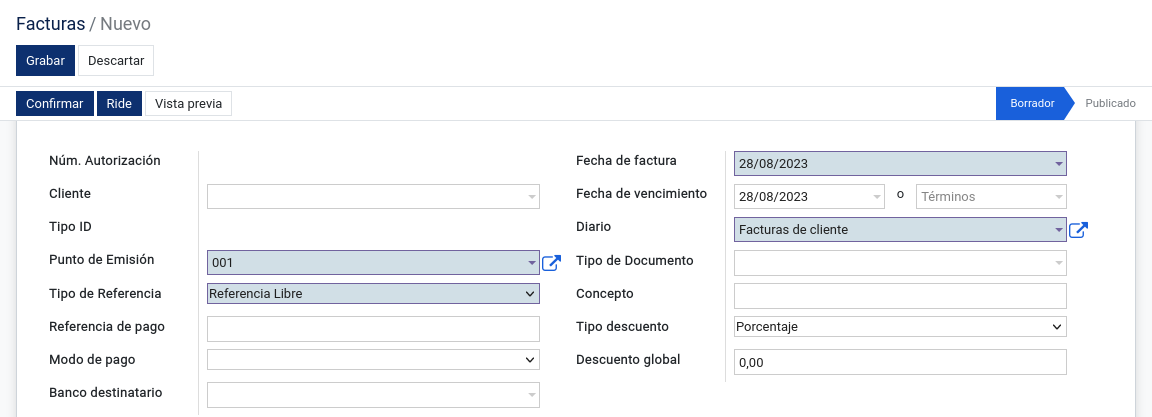 Facturas / Nuevo
Grabar Descartar
Confirmar Ride Vista previa Borrador Publicado
Núm. Autorización
Cliente
Tipo ID
Punto de Emisión 001
Tipo de Referencia Referencia Libre
Referencia de pago
Modo de pago
Banco destinatario
Fecha de factura 28/08/2023
Fecha de vencimiento 28/08/2023 o Términos
Diario Facturas de cliente
Tipo de Documento
Concepto
Tipo descuento Porcentaje
Descuento global 0,00